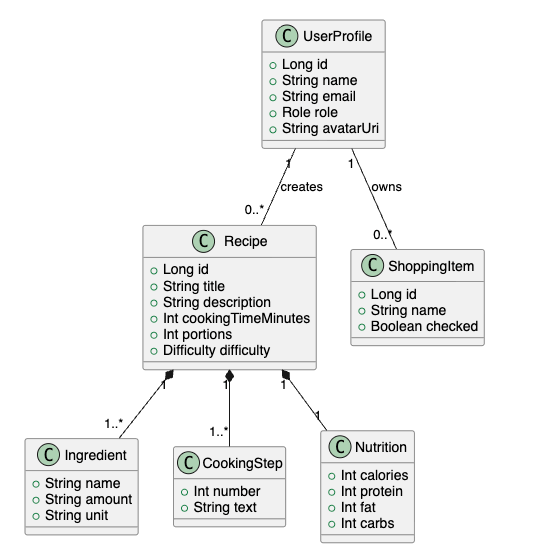 C UserProfile
Long id
String name
String email
Role role
String avatarUri
1
1
creates
owns
0..*
0..*
C Recipe
Long id
String title
String description
Int cookingTimeMinutes
Int portions
Difficulty difficulty
C ShoppingItem
Long id
String name
Boolean checked
1
1
1
1..*
1..*
1
C Ingredient
String name
String amount
String unit
C CookingStep
Int number
String text
C Nutrition
Int calories
Int protein
Int fat
Int carbs